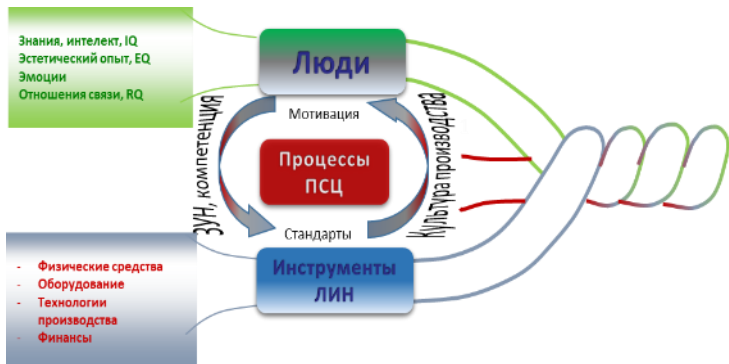 Знания, интелект, IQ
Эстетический опыт, EQ
Эмоции
Отношения связи, RQ
Люди
Мотивация
ЗУН, компетенция
Культура производства
Процессы
ПСЦ
Стандарты
Инструменты
ЛИН
- Физические средства
- Оборудование
- Технологии
производства
- Финансы